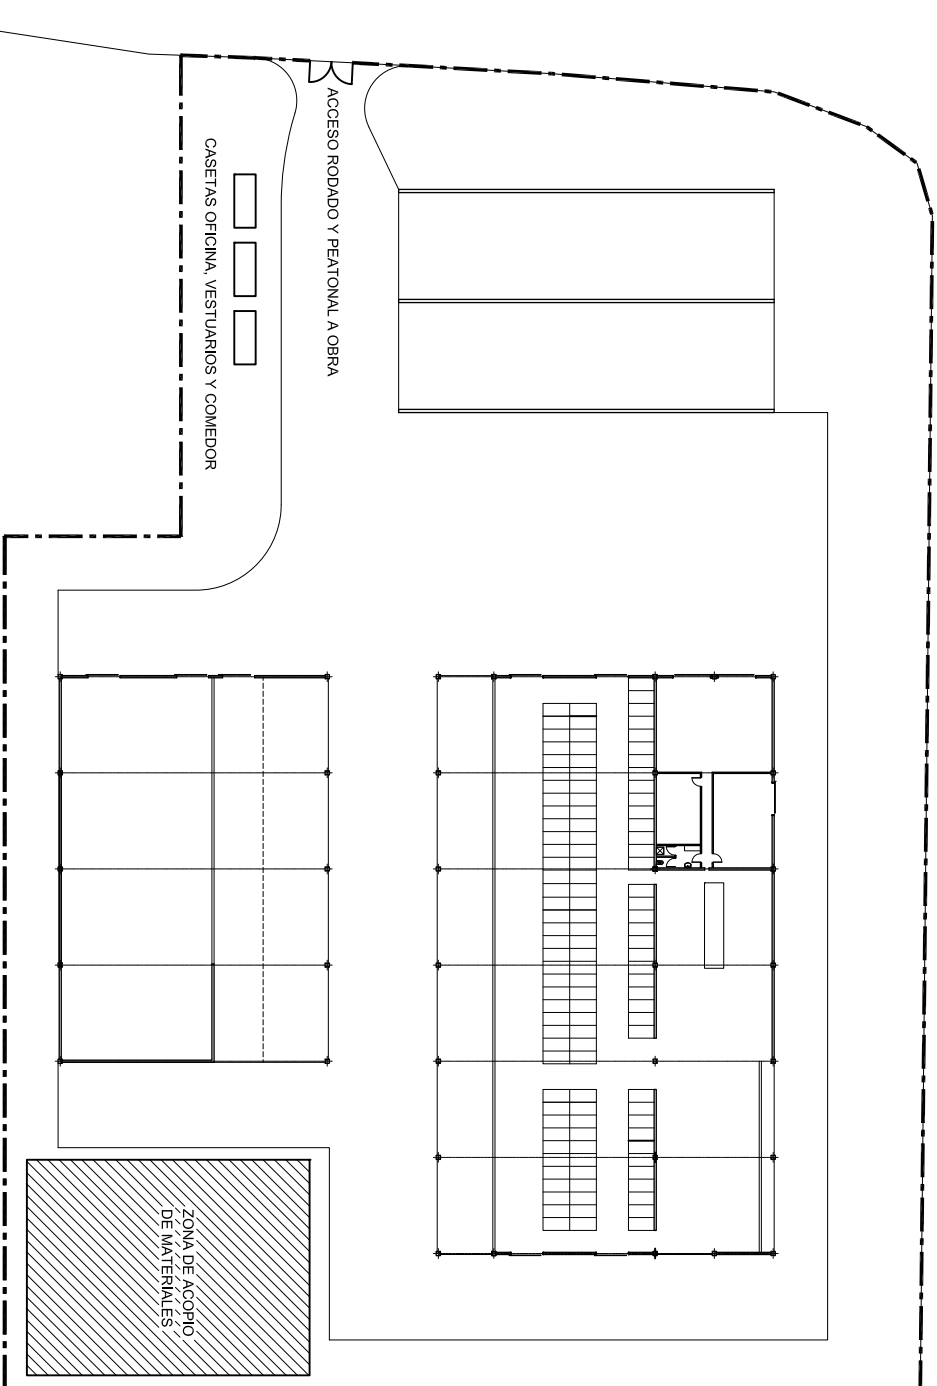 ACCESO RODADO Y PEATONAL A OBRA
CASETAS OFICINA, VESTUARIOS Y COMEDOR
ZONA DE ACOPIO
DE MATERIALES